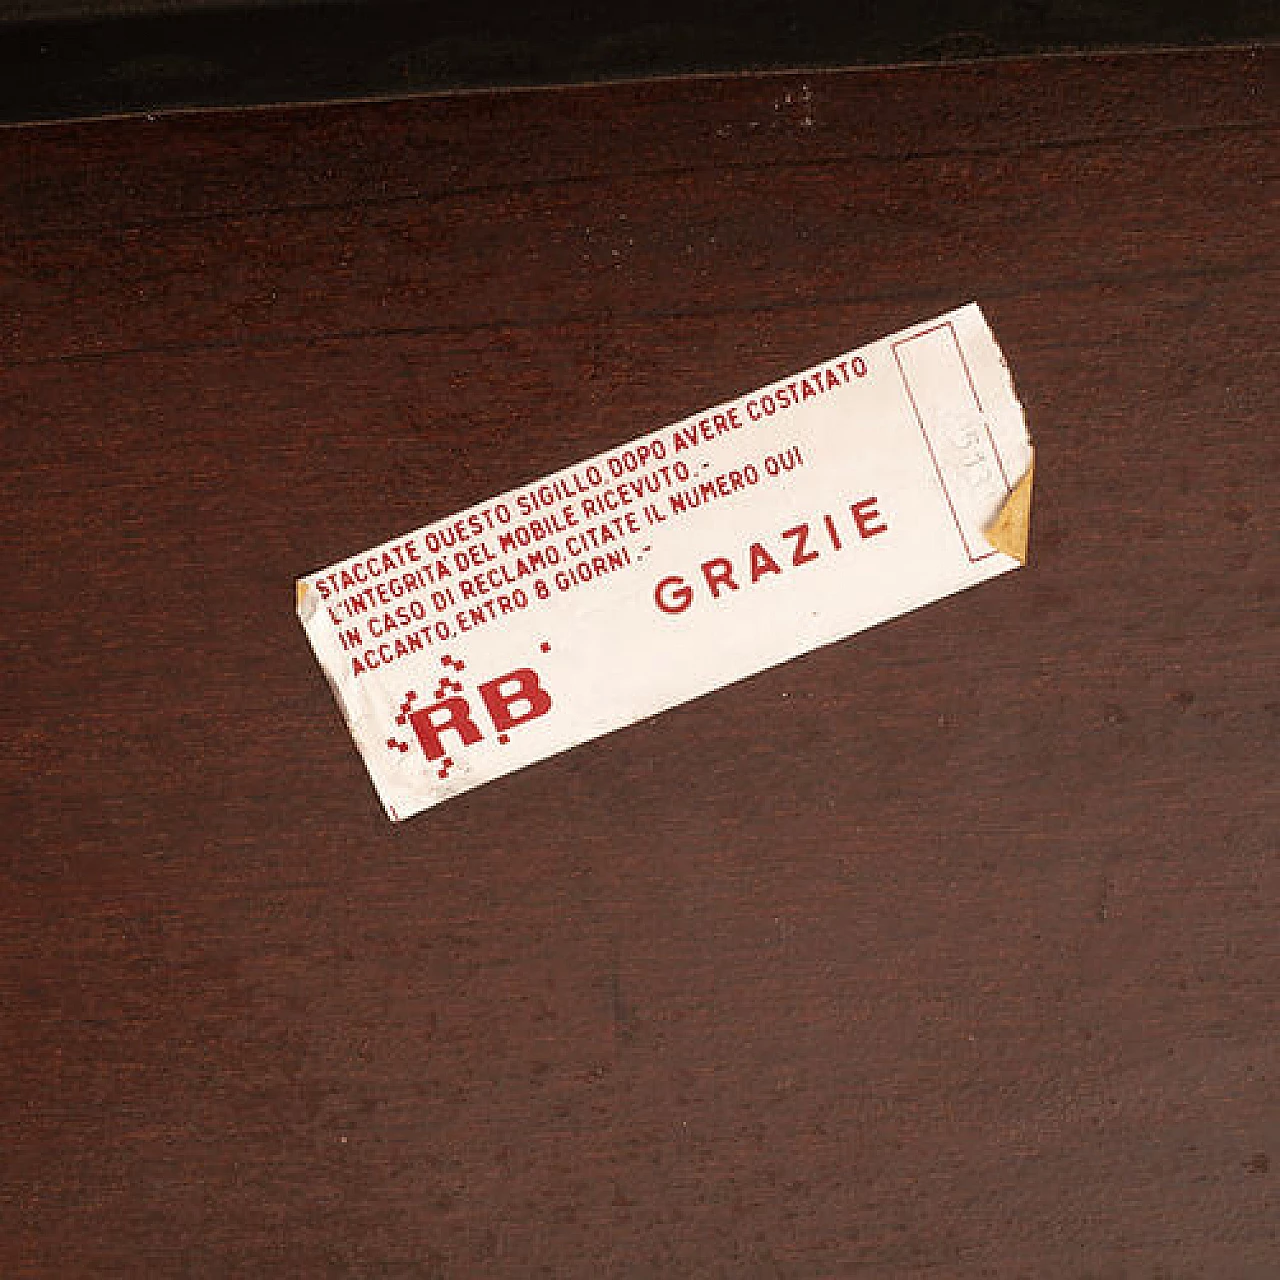 STACCATE QUESTO SIGILLO, DOPO AVERE COSTATATO
L'INTEGRITÀ DEL MOBILE RICEVUTO.-
IN CASO DI RECLAMO, CITATE IL NUMERO QUI
ACCANTO, ENTRO 8 GIORNI.-
GRAZIE
RB